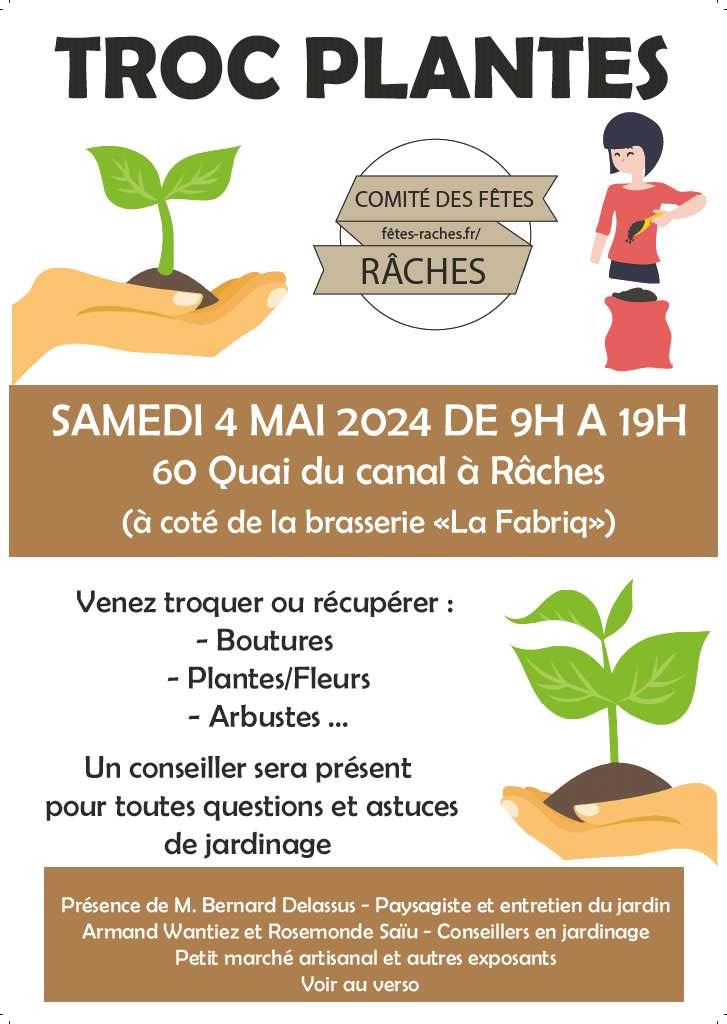 TROC PLANTES
COMITÉ DES FÊTES
fêtes-raches.fr/
RÂCHES
SAMEDI 4 MAI 2024 DE 9H A 19H
60 Quai du canal à Râches
(à coté de la brasserie «La Fabriq»)
Venez troquer ou récupérer :
- Boutures
- Plantes/Fleurs
- Arbustes ...
Un conseiller sera présent
pour toutes questions et astuces
de jardinage
Présence de M. Bernard Delassus - Paysagiste et entretien du jardin
Armand Wantiez et Rosemonde Saïu - Conseillers en jardinage
Petit marché artisanal et autres exposants
Voir au verso